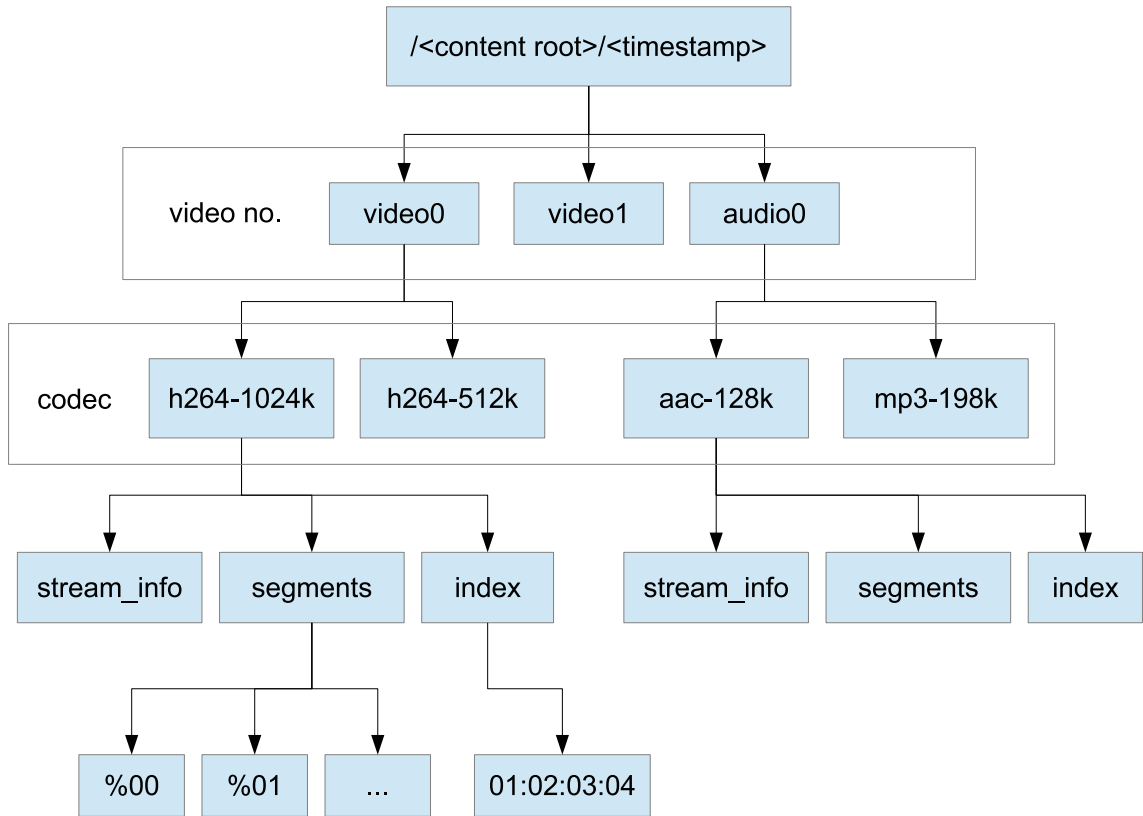 /<content root>/<timestamp>
video no.
video0
video1
audio0
codec
h264-1024k
h264-512k
aac-128k
mp3-198k
stream_info
segments
index
stream_info
segments
index
%00
%01
...
01:02:03:04